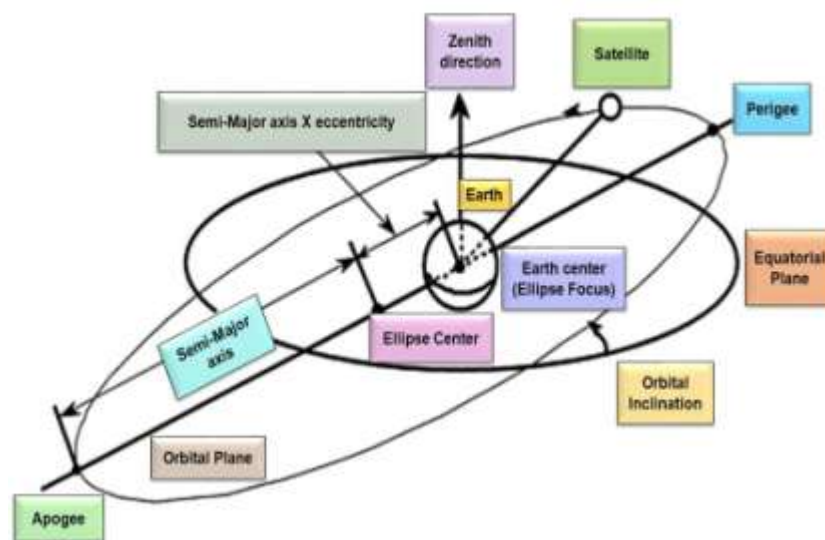 Zenith
direction
Satellite
Perigee
Semi-Major axis X eccentricity
Earth
Earth center
(Ellipse Focus)
Equatorial
Plane
Ellipse Center
Semi-Major
axis
Orbital
Inclination
Orbital Plane
Apogee